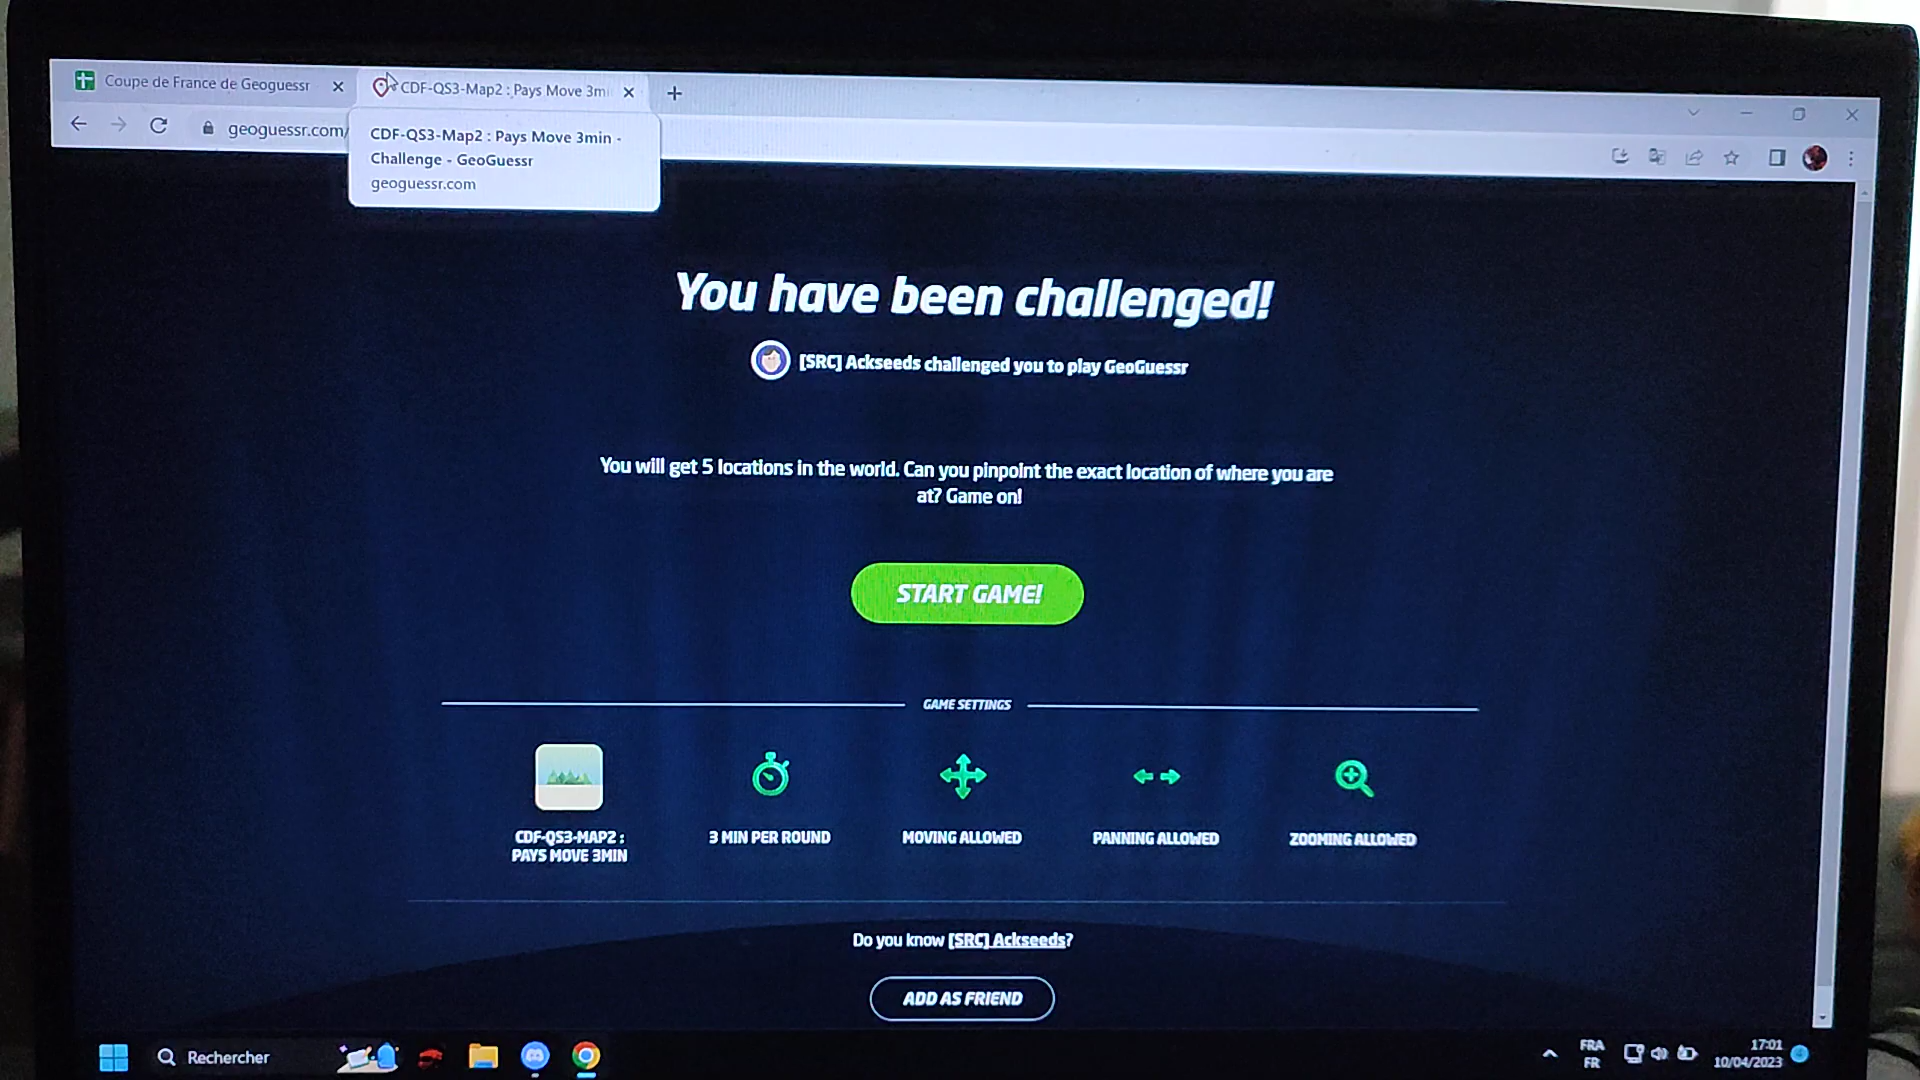 Coupe de France de Geoguessr
CDF-QS3-Map2 : Pays Move 3mi
geoguessr.com/
CDF-QS3-Map2 : Pays Move 3min -
Challenge - GeoGuessr
geoguessr.com
You have been challenged!
[SRC] Ackseeds challenged you to play GeoGuessr
You will get 5 locations in the world. Can you pinpoint the exact location of where you are
at? Game on!
START GAME!
GAME SETTINGS
CDF-QS3-MAP2 :
PAYS MOVE 3MIN
3 MIN PER ROUND
MOVING ALLOWED
PANNING ALLOWED
ZOOMING ALLOWED
Do you know [SRC] Ackseeds?
ADD AS FRIEND
Rechercher
FRA
FR
17:01
10/04/2023